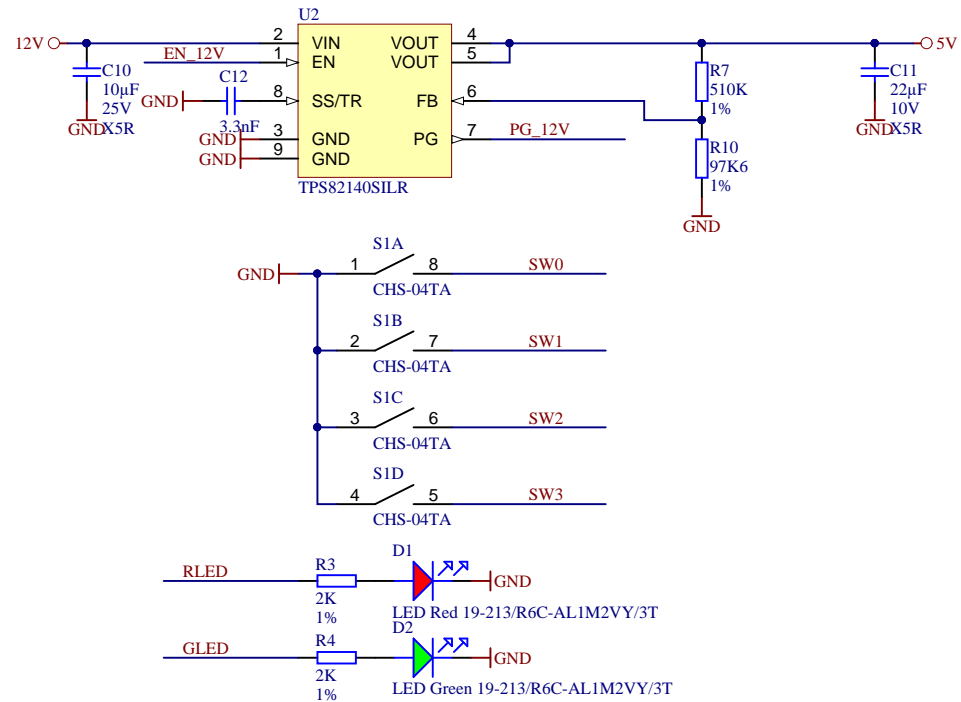 U2
12V
2
VIN
VOUT
4
5V
EN_12V
1
EN
VOUT
5
C10
10µF
25V
X5R
GND
C12
3.3nF
GND
8
SS/TR
FB
6
R7
510K
1%
C11
22µF
10V
X5R
GND
GND
3
GND
PG
7
PG_12V
GND
9
GND
R10
97K6
1%
GND
TPS82140SILR
S1A
GND
1
8
SW0
CHS-04TA
S1B
2
7
SW1
CHS-04TA
S1C
3
6
SW2
CHS-04TA
S1D
4
5
SW3
CHS-04TA
D1
RLED
R3
2K
1%
GND
LED Red 19-213/R6C-AL1M2VY/3T
D2
GLED
R4
2K
1%
GND
LED Green 19-213/R6C-AL1M2VY/3T